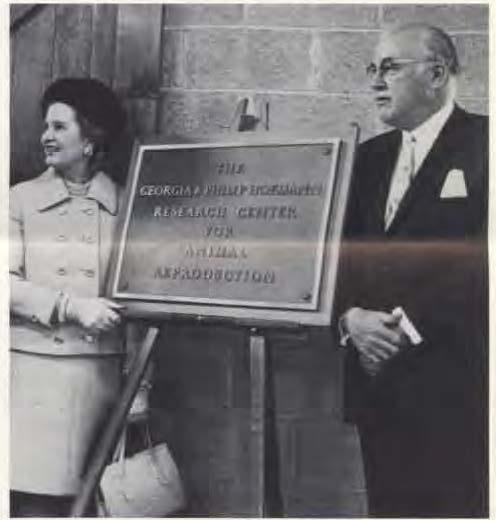 THE
GEORGIA & PHILIP HOFMANN
RESEARCH CENTER
FOR
ANIMAL
REPRODUCTION